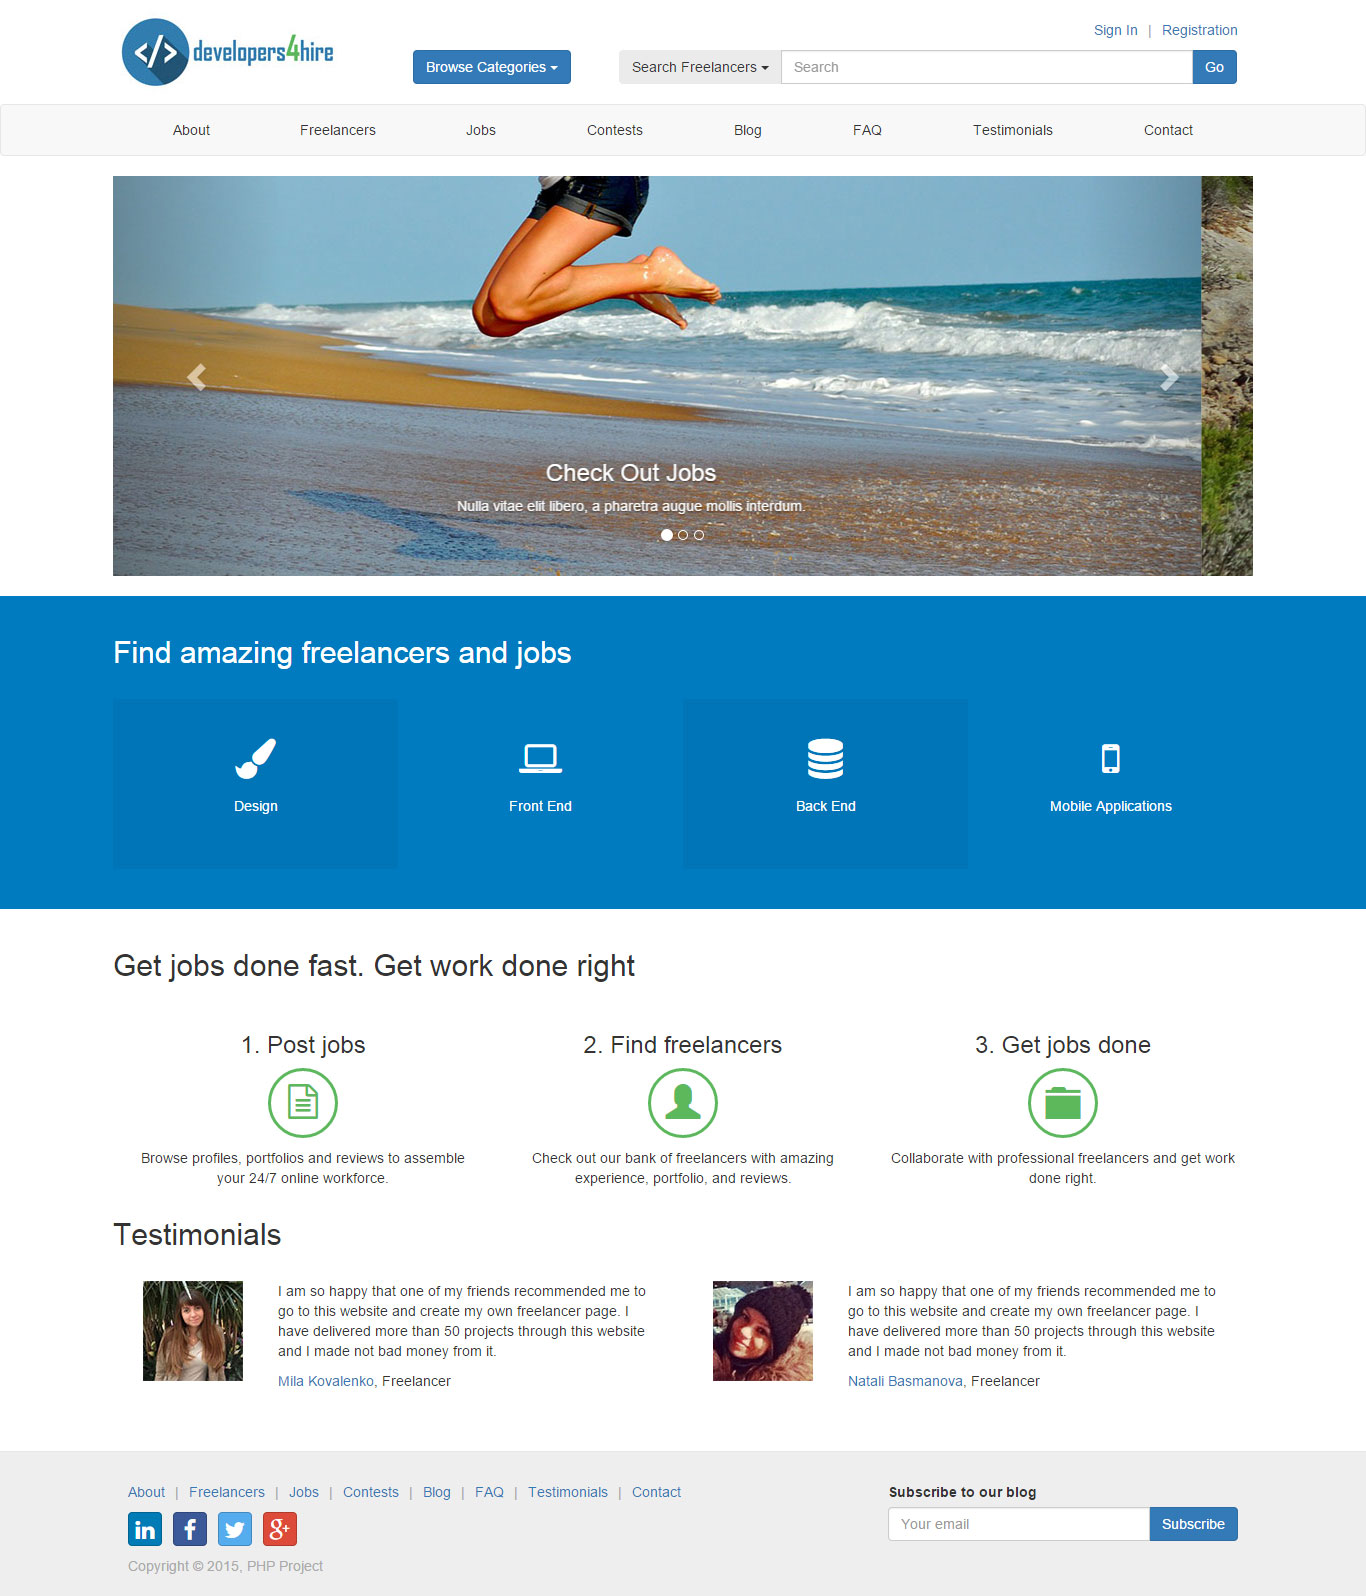 Sign In | Registration
</> developers4hire
Browse Categories
Search Freelancers
Search
Go
About
Freelancers
Jobs
Contests
Blog
FAQ
Testimonials
Contact
Check Out Jobs
Nulla vitae elit libero, a pharetra augue mollis interdum.
Find amazing freelancers and jobs
Design
Front End
Back End
Mobile Applications
Get jobs done fast. Get work done right
1. Post jobs
Browse profiles, portfolios and reviews to assemble
your 24/7 online workforce.
2. Find freelancers
Check out our bank of freelancers with amazing
experience, portfolio, and reviews.
3. Get jobs done
Collaborate with professional freelancers and get work
done right.
Testimonials
I am so happy that one of my friends recommended me to
go to this website and create my own freelancer page. I
have delivered more than 50 projects through this website
and I made not bad money from it.
Mila Kovalenko, Freelancer
I am so happy that one of my friends recommended me to
go to this website and create my own freelancer page. I
have delivered more than 50 projects through this website
and I made not bad money from it.
Natali Basmanova, Freelancer
About | Freelancers | Jobs | Contests | Blog | FAQ | Testimonials | Contact
in f g+
Copyright © 2015, PHP Project
Subscribe to our blog
Your email
Subscribe